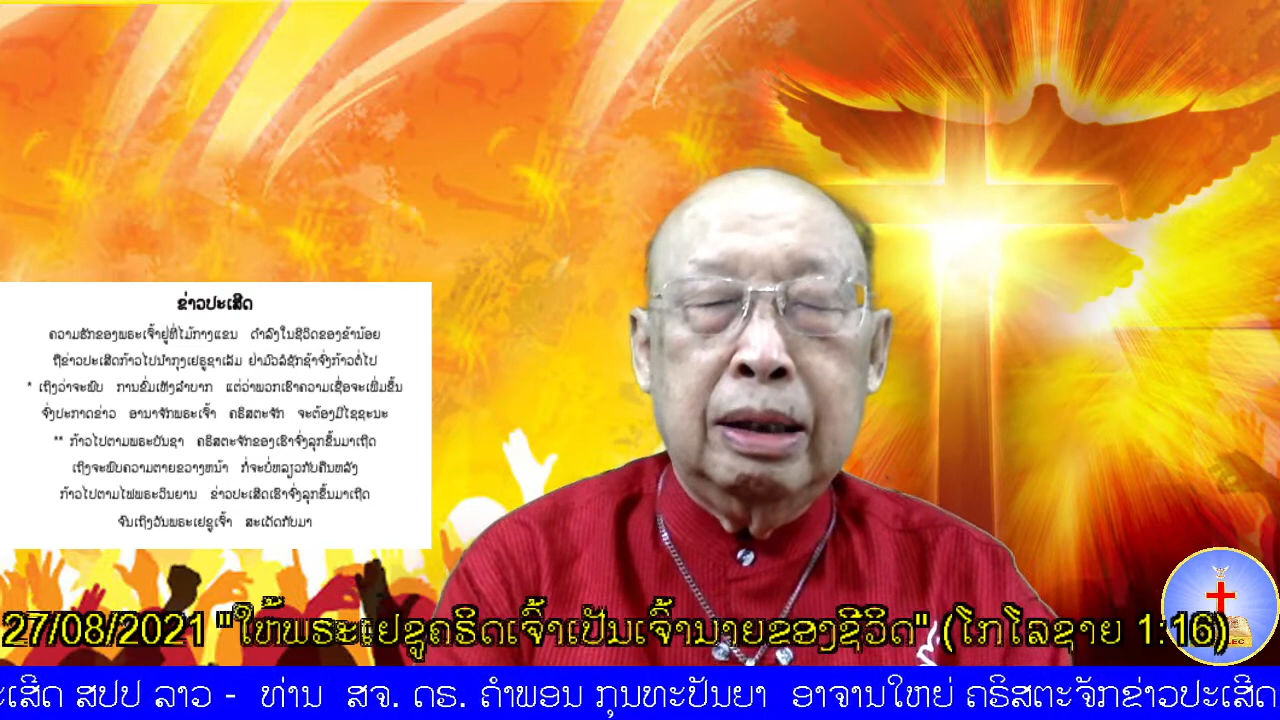 ຂ່າວປະເສີດ
ຄວາມຮັກຂອງພຣະເຈົ້າຢູ່ທີ່ໄມ້ກາງແຂນ ດຳລົງໃນຊີວິດຂອງຂ້ານ້ອຍ
ຖືຂ່າວປະເສີດກ້າວໄປນຳກຸງເຢຣູຊາເລັມ ຢ່າມົວລໍຊັກຊ້າຈົ່ງກ້າວຕໍ່ໄປ
* ເຖິງວ່າຈະພົບ ການຂົ່ມເຫັງລຳບາກ ແຕ່ວ່າພວກເຮົາຄວາມເຊື່ອຈະເພີ່ມຂຶ້ນ
ຈົ່ງປະກາດຂ່າວ ອານາຈັກພຣະເຈົ້າ ຄຣິສຕະຈັກ ຈະຕ້ອງມີໄຊຊະນະ
** ກ້າວໄປຕາມພຣະບັນຊາ ຄຣິສຕະຈັກຂອງເຮົາຈົ່ງລຸກຂຶ້ນມາເຖີດ
ເຖິງຈະພົບຄວາມຕາຍຂວາງຫນ້າ ກໍ່ຈະບໍ່ຫລຽວກັບຄືນຫລັງ
ກ້າວໄປຕາມໄຟພຣະວິນຍານ ຂ່າວປະເສີດເຮົາຈົ່ງລຸກຂຶ້ນມາເຖີດ
ຈົນເຖິງວັນພຣະເຢຊູເຈົ້າ ສະເດັດກັບມາ
27/08/2021 "ໃຫ້ພຣະເຢຊູຄຣິດເຈົ້າເປັນເຈົ້ານາຍຂອງຊີວິດ" (ໂກໂລຊາຍ 1:16)
ະເສີດ ສປປ ລາວ - ທ່ານ ສຈ. ດຣ. ຄຳພອນ ກຸນທະປັນຍາ ອາຈານໃຫຍ່ ຄຣິສຕະຈັກຂ່າວປະເສີດ